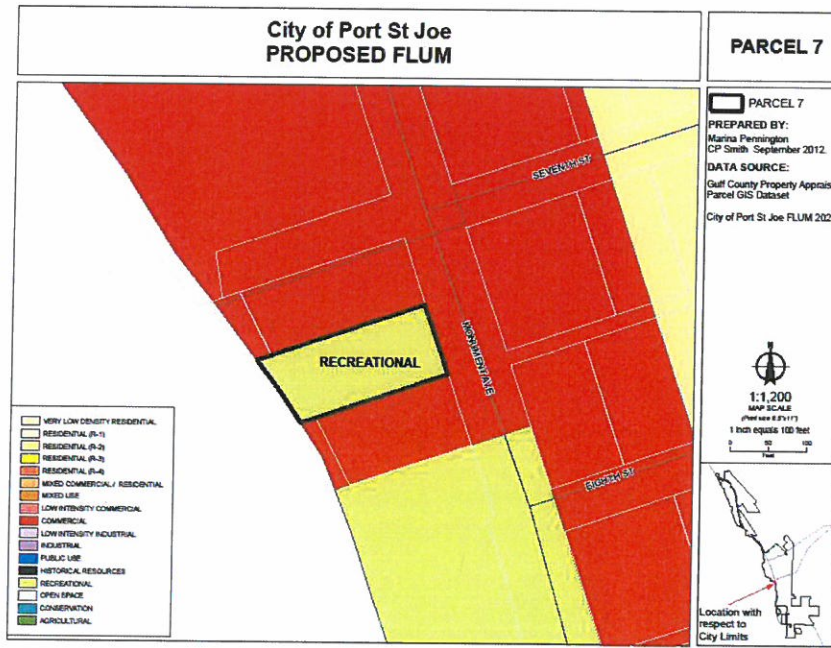 City of Port St Joe
PROPOSED FLUM
PARCEL 7
PARCEL 7
PREPARED BY:
Marina Pennington
CP Smith September 2012.
DATA SOURCE:
Gulf County Property Apprais
Parcel GIS Dataset
City of Port St Joe FLUM 202
SEVENTH ST
MONUMENT AVE
RECREATIONAL
EIGHTH ST
N
1:1,200
MAP SCALE
(Print size 8.5"x11")
1 inch equals 100 feet
0 50 100
Feet
VERY LOW DENSITY RESIDENTIAL
RESIDENTIAL (R-1)
RESIDENTIAL (R-2)
RESIDENTIAL (R-3)
RESIDENTIAL (R-4)
MIXED COMMERCIAL / RESIDENTIAL
MIXED USE
LOW INTENSITY COMMERCIAL
COMMERCIAL
LOW INTENSITY INDUSTRIAL
INDUSTRIAL
PUBLIC USE
HISTORICAL RESOURCES
RECREATIONAL
OPEN SPACE
CONSERVATION
AGRICULTURAL
Location with
respect to
City Limits